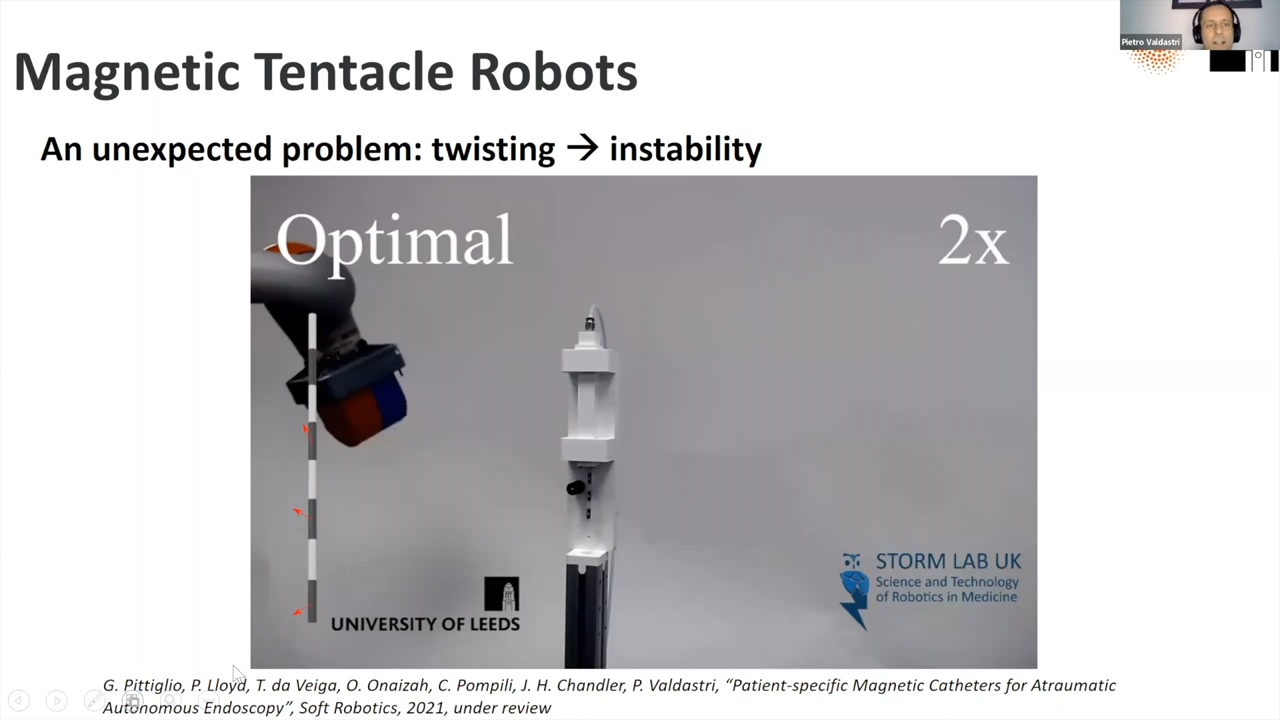 Pietro Valdastri
Magnetic Tentacle Robots
An unexpected problem: twisting → instability
Optimal
2x
STORM LAB UK
Science and Technology
of Robotics in Medicine
UNIVERSITY OF LEEDS
G. Pittiglio, P. Lloyd, T. da Veiga, O. Onaizah, C. Pompili, J. H. Chandler, P. Valdastri, “Patient-specific Magnetic Catheters for Atraumatic
Autonomous Endoscopy”, Soft Robotics, 2021, under review